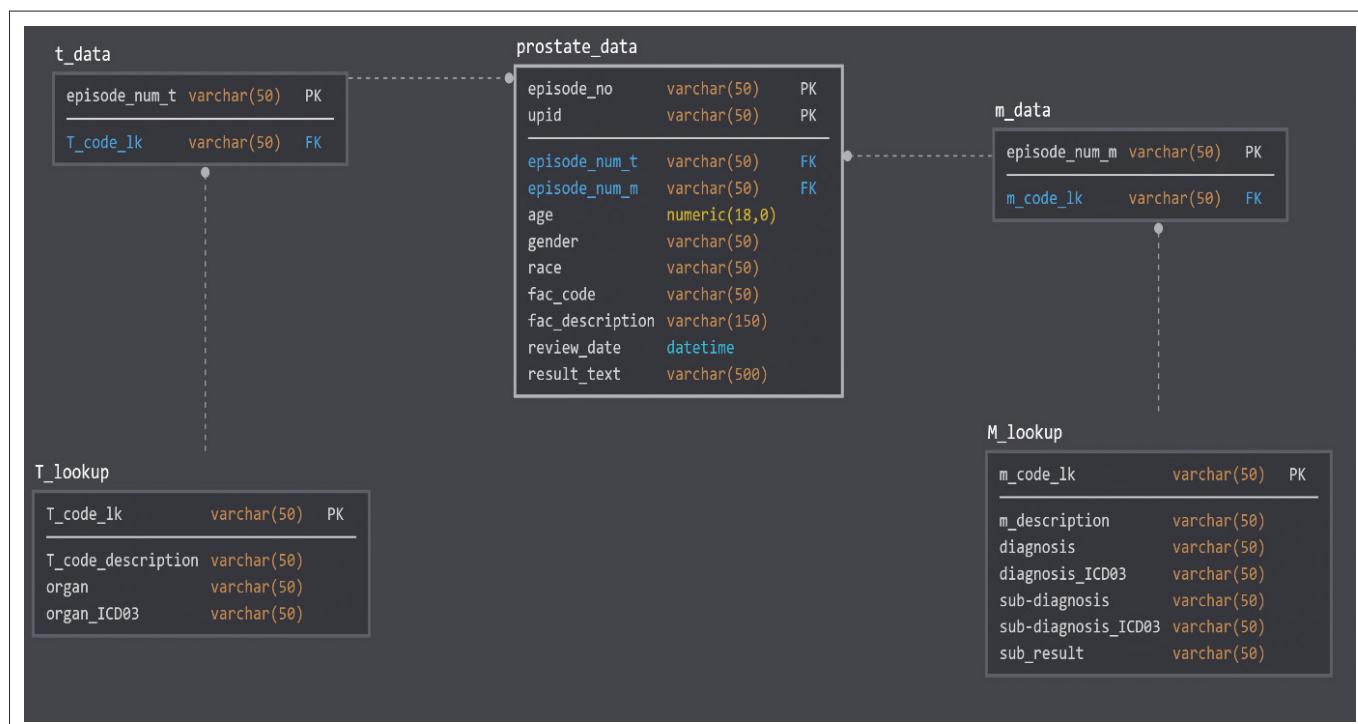 t_data
episode_num_t varchar(50) PK
T_code_lk varchar(50) FK
prostate_data
episode_no varchar(50) PK
upid varchar(50) PK
episode_num_t varchar(50) FK
episode_num_m varchar(50) FK
age numeric(18,0)
gender varchar(50)
race varchar(50)
fac_code varchar(50)
fac_description varchar(150)
review_date datetime
result_text varchar(500)
m_data
episode_num_m varchar(50) PK
m_code_lk varchar(50) FK
T_lookup
T_code_lk varchar(50) PK
T_code_description varchar(50)
organ varchar(50)
organ_ICD03 varchar(50)
M_lookup
m_code_lk varchar(50) PK
m_description varchar(50)
diagnosis varchar(50)
diagnosis_ICD03 varchar(50)
sub-diagnosis varchar(50)
sub-diagnosis_ICD03 varchar(50)
sub_result varchar(50)